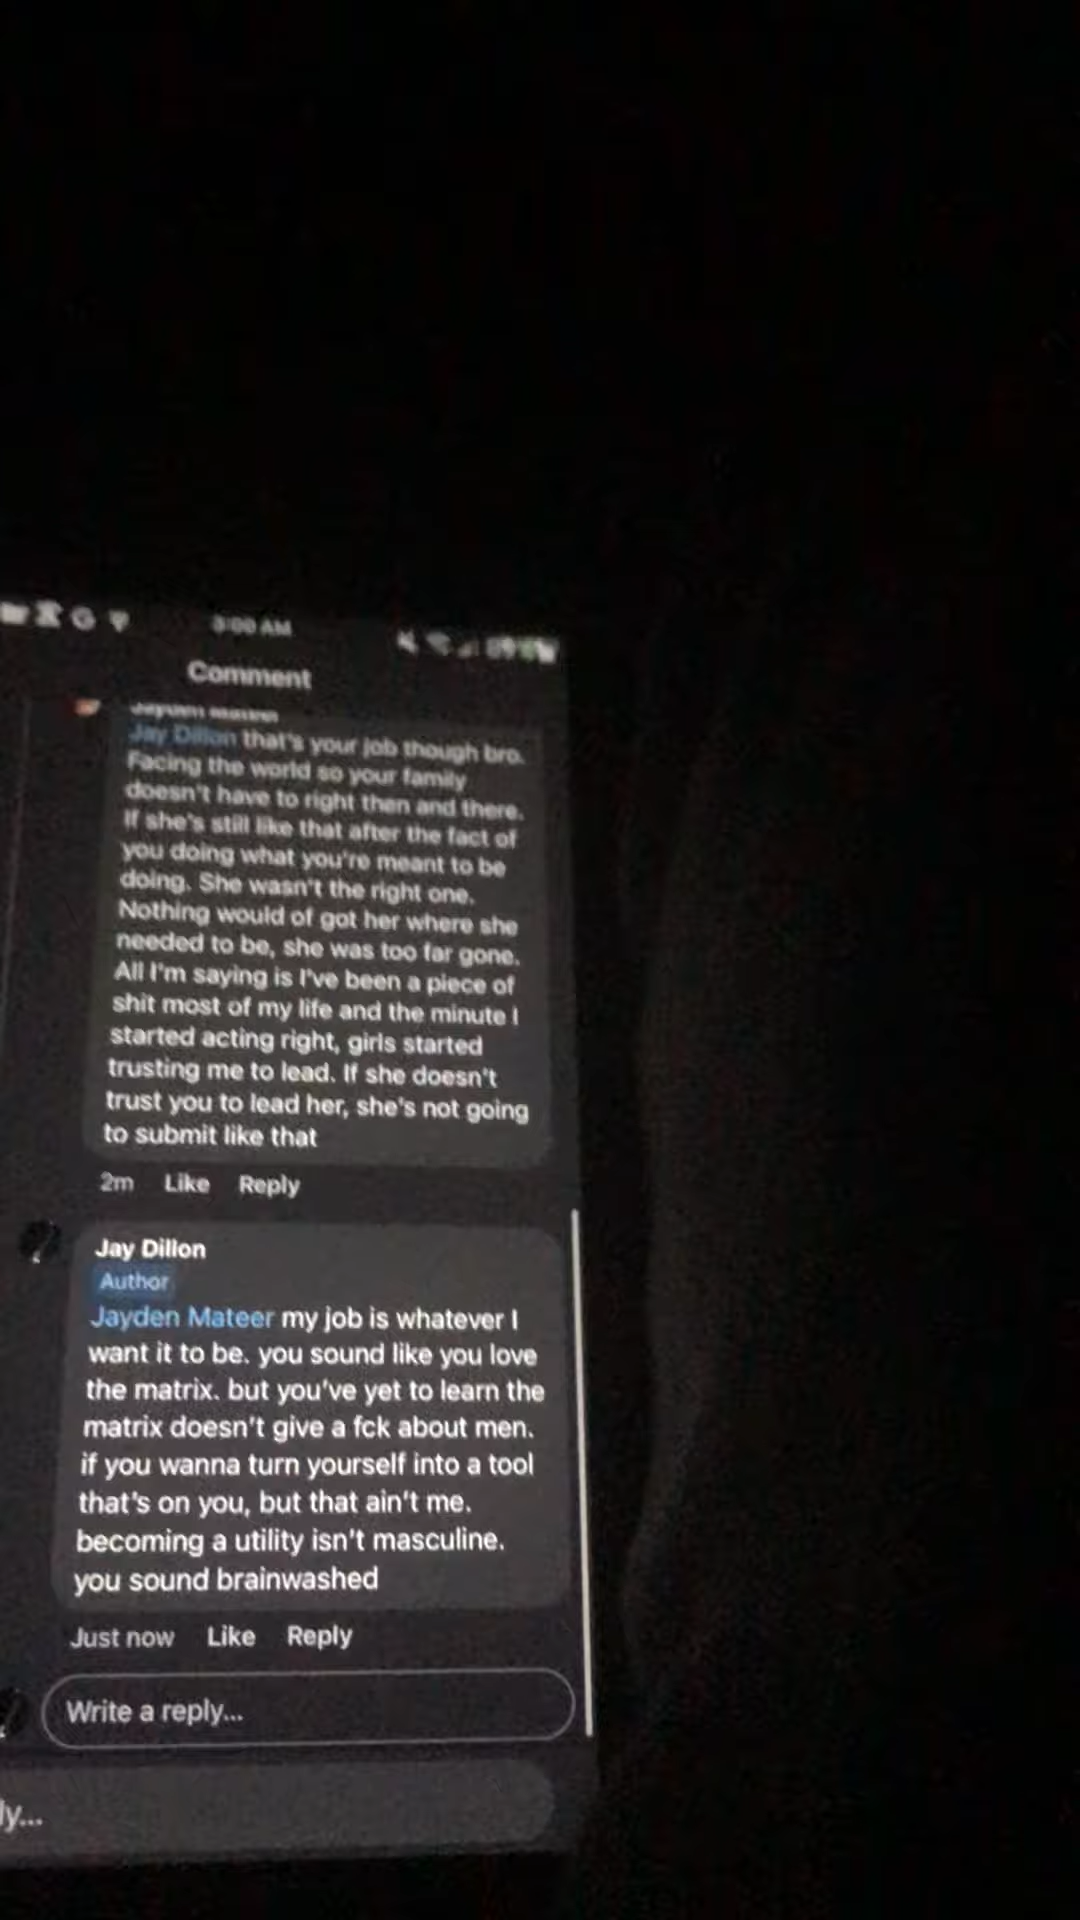 3:00 AM
Comment
Jay Dillon that's your job though bro.
Facing the world so your family
doesn't have to right then and there.
If she's still like that after the fact of
you doing what you're meant to be
doing. She wasn't the right one.
Nothing would of got her where she
needed to be, she was too far gone.
All I'm saying is I've been a piece of
shit most of my life and the minute I
started acting right, girls started
trusting me to lead. If she doesn't
trust you to lead her, she's not going
to submit like that
2m Like Reply
Jay Dillon
Author
Jayden Mateer my job is whatever I
want it to be. you sound like you love
the matrix. but you've yet to learn the
matrix doesn't give a fck about men.
if you wanna turn yourself into a tool
that's on you, but that ain't me.
becoming a utility isn't masculine.
you sound brainwashed
Just now Like Reply
Write a reply...
ly...